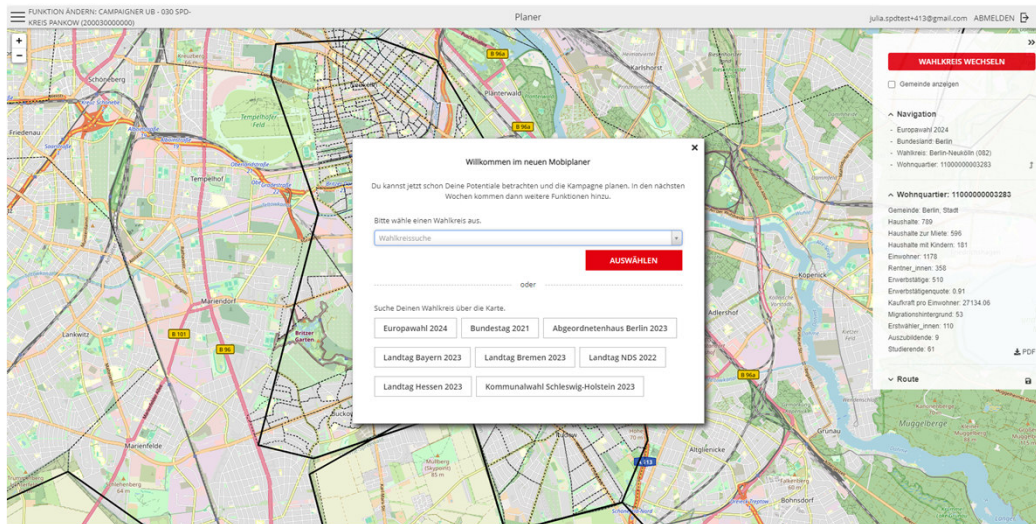 FUNKTION ÄNDERN: CAMPAIGNER UB - 030 SPD-
KREIS PANKOW (200030000000)
Planer
julia.spdtest+413@gmail.com ABMELDEN
+
-
»
WAHLKREIS WECHSELN
Gemeinde anzeigen
Navigation
- Europawahl 2024
- Bundesland: Berlin
- Wahlkreis: Berlin-Neukölln (082)
- Wohnquartier: 11000000003283
Wohnquartier: 11000000003283
Gemeinde: Berlin, Stadt
Haushalte: 789
Haushalte zur Miete: 596
Haushalte mit Kindern: 181
Einwohner: 1178
Rentner_innen: 358
Erwerbstätige: 510
Erwerbstätigenquote: 0.91
Kaufkraft pro Einwohner: 27134.06
Migrationshintergrund: 53
Erstwähler_innen: 110
Auszubildende: 9
Studierende: 61
PDF
Route
×
Willkommen im neuen Mobiplaner
Du kannst jetzt schon Deine Potentiale betrachten und die Kampagne planen. In den nächsten
Wochen kommen dann weitere Funktionen hinzu.
Bitte wähle einen Wahlkreis aus.
Wahlkreissuche
AUSWÄHLEN
oder
Suche Deinen Wahlkreis über die Karte.
Europawahl 2024
Bundestag 2021
Abgeordnetenhaus Berlin 2023
Landtag Bayern 2023
Landtag Bremen 2023
Landtag NDS 2022
Landtag Hessen 2023
Kommunalwahl Schleswig-Holstein 2023
Schöneberg
Friedenau
Tempelhofer
Feld
Tempelhof
Mariendorf
Lankwitz
Britzer
Garten
Marienfelde
B 101
B 96
B 96a
Plänterwald
B 96a
Karlshorst
Köpenick
Adlershof
B 96a
Grünau
Altglienicke
A 113
Bohnsdorf
Müggelberge